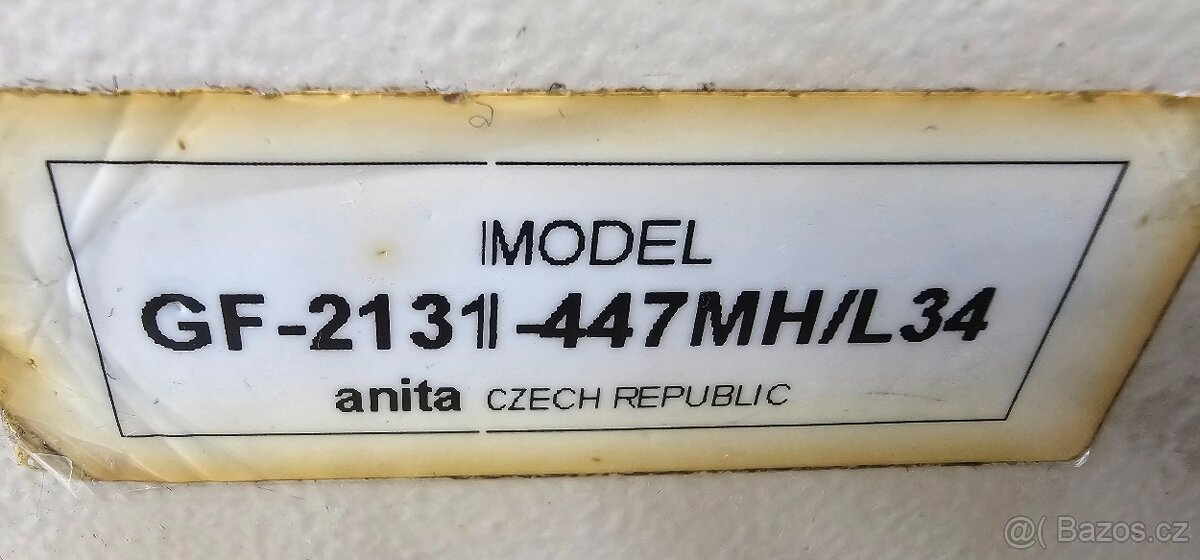 MODEL
GF-2131-447MH/L34
anita CZECH REPUBLIC
@( Bazos.cz